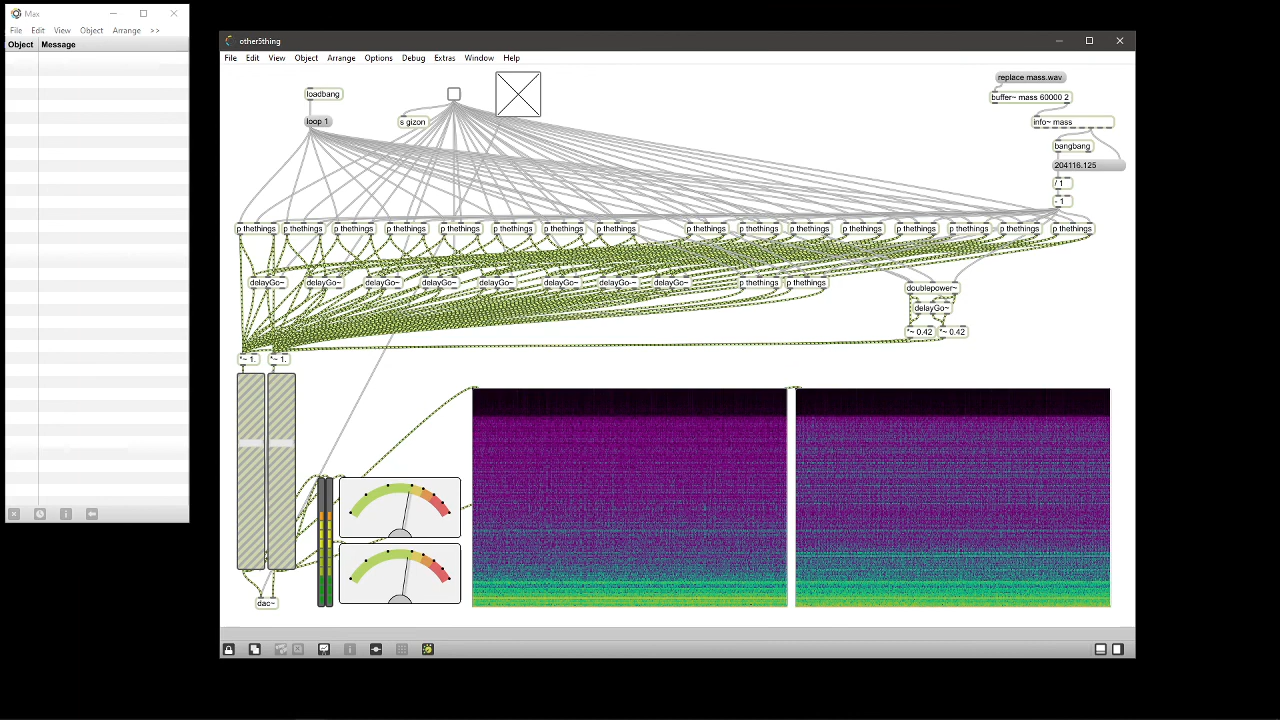 Max
File Edit View Object Arrange >>
Object Message
other5thing
File Edit View Object Arrange Options Debug Extras Window Help
loadbang
loop 1
s gizon
replace mass.wav
buffer~ mass 60000 2
info~ mass
bangbang
204116.125
/ 1
- 1
p thethings p thethings p thethings p thethings p thethings p thethings p thethings p thethings p thethings p thethings p thethings p thethings p thethings p thethings p thethings p thethings
delayGo~ delayGo~ delayGo~ delayGo~ delayGo~ delayGo~ delayGo~ delayGo~ p thethings p thethings
doublepower~
delayGo~
*~ 0.42 *~ 0.42
*~ 1. *~ 1.
dac~